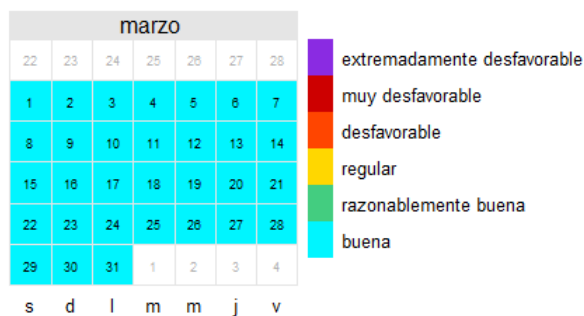 marzo
22 23 24 25 26 27 28
1 2 3 4 5 6 7
8 9 10 11 12 13 14
15 16 17 18 19 20 21
22 23 24 25 26 27 28
29 30 31 1 2 3 4
s d l m m j v
extremadamente desfavorable
muy desfavorable
desfavorable
regular
razonablemente buena
buena